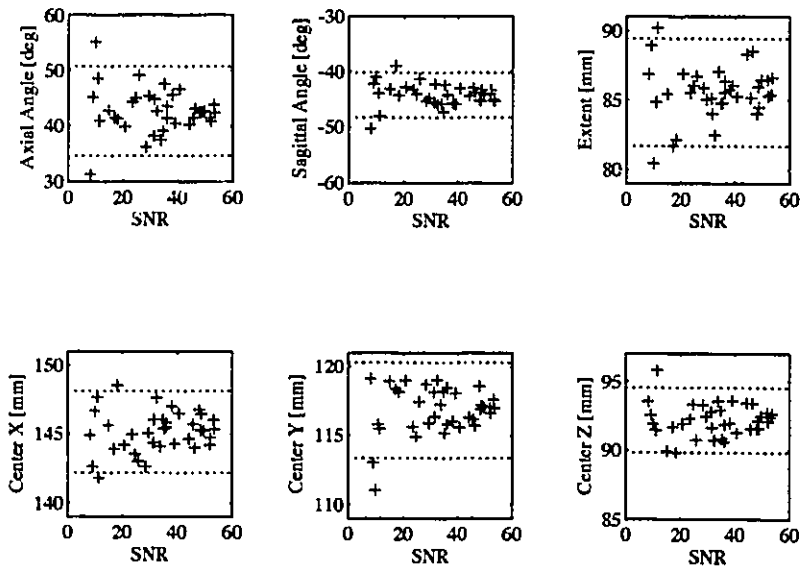 Axial Angle [deg]
60
50
40
30
0 20 40 60
SNR
Sagittal Angle [deg]
-30
-40
-50
-60
0 20 40 60
SNR
Extent [mm]
90
85
80
0 20 40 60
SNR
Center X [mm]
150
145
140
0 20 40 60
SNR
Center Y [mm]
120
115
110
0 20 40 60
SNR
Center Z [mm]
95
90
85
0 20 40 60
SNR